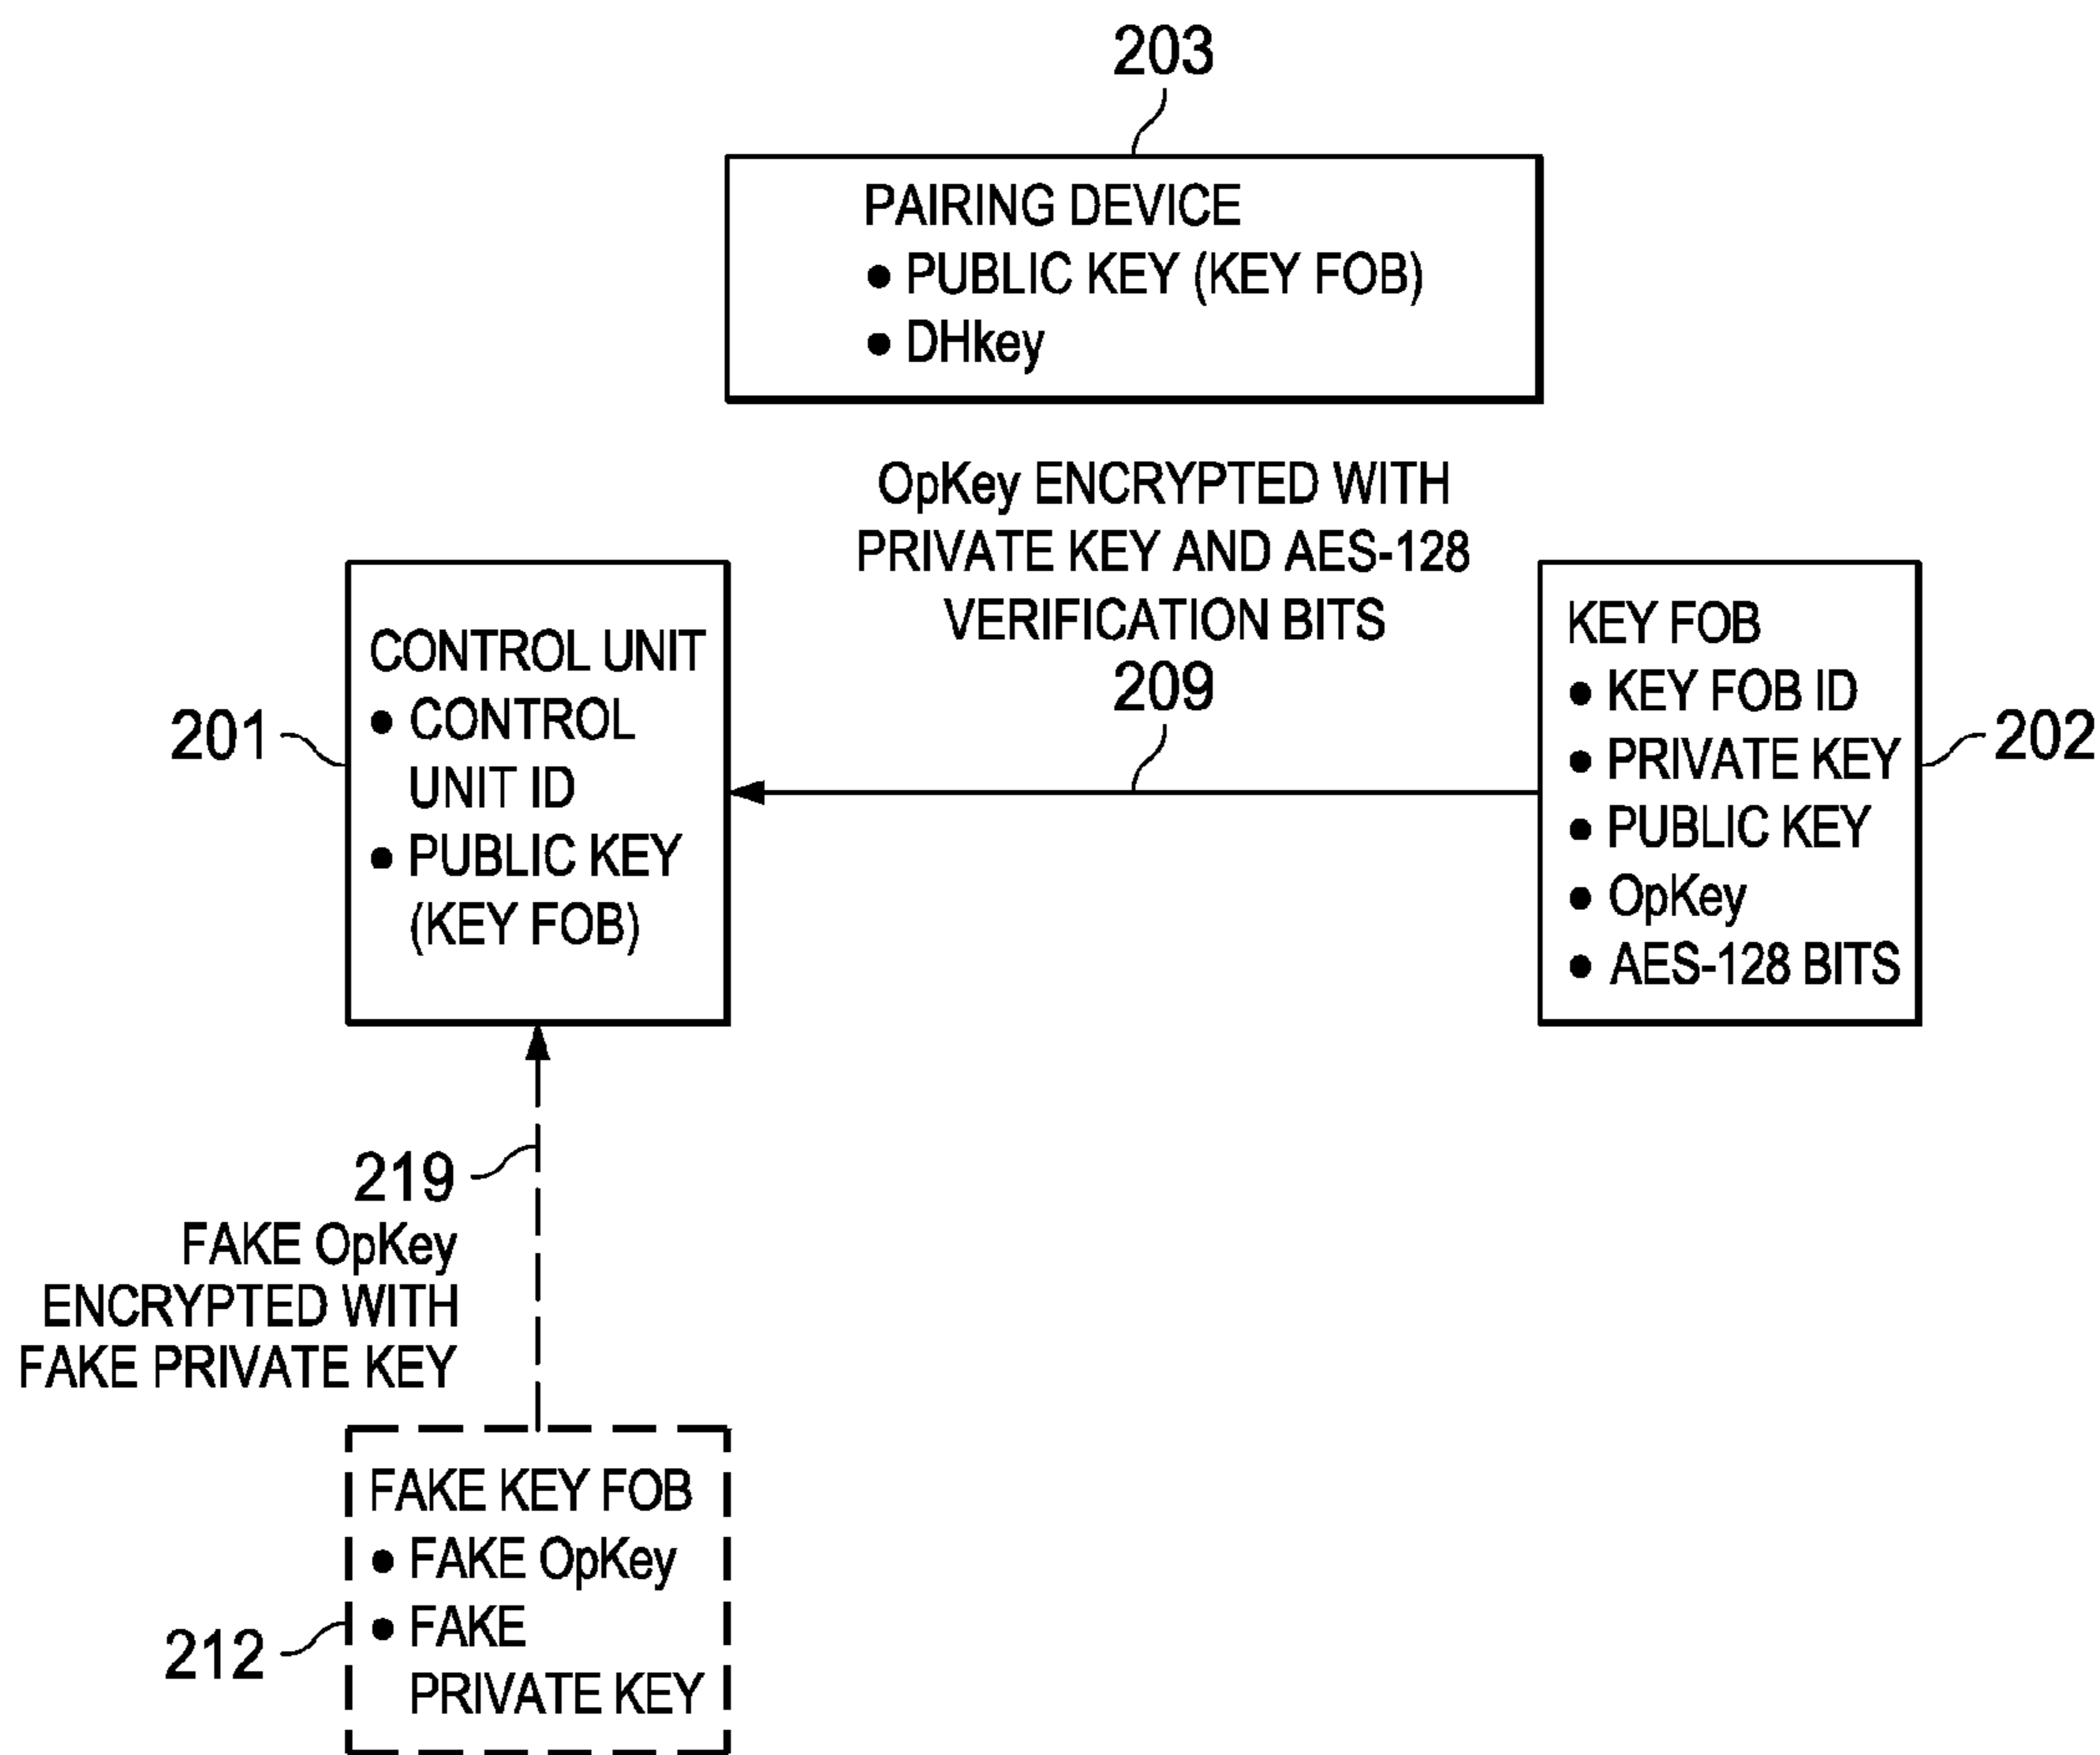 203
PAIRING DEVICE
● PUBLIC KEY (KEY FOB)
● DHkey
OpKey ENCRYPTED WITH
PRIVATE KEY AND AES-128
VERIFICATION BITS
209
201
CONTROL UNIT
● CONTROL
UNIT ID
● PUBLIC KEY
(KEY FOB)
KEY FOB
● KEY FOB ID
● PRIVATE KEY
● PUBLIC KEY
● OpKey
● AES-128 BITS
202
219
FAKE OpKey
ENCRYPTED WITH
FAKE PRIVATE KEY
FAKE KEY FOB
● FAKE OpKey
● FAKE
PRIVATE KEY
212